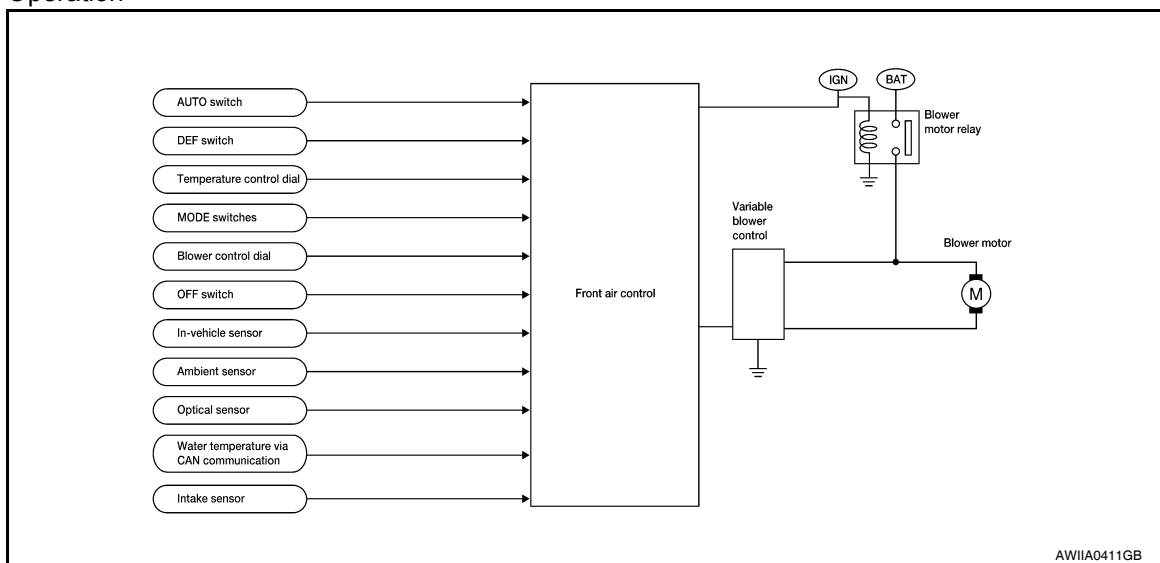 Operation
IGN
BAT
AUTO switch
Blower
motor relay
DEF switch
Temperature control dial
Variable
blower
control
MODE switches
Blower motor
Blower control dial
OFF switch
Front air control
M
In-vehicle sensor
Ambient sensor
Optical sensor
Water temperature via
CAN communication
Intake sensor
AWIIA0411GB